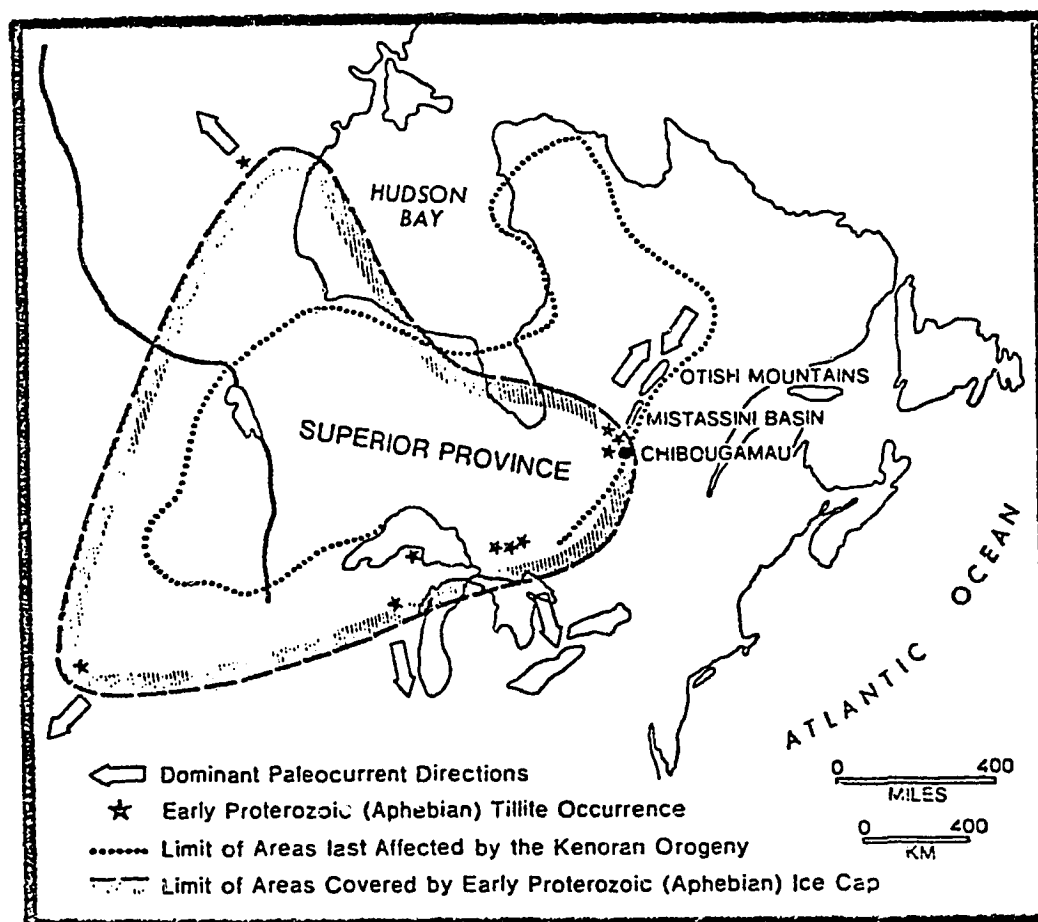 HUDSON
BAY
OTISH MOUNTAINS
MISTASSINI BASIN
CHIBOUGAMAU
SUPERIOR PROVINCE
ATLANTIC OCEAN
0 400
MILES
0 400
KM
Dominant Paleocurrent Directions
Early Proterozoic (Aphebian) Tillite Occurrence
Limit of Areas last Affected by the Kenoran Orogeny
Limit of Areas Covered by Early Proterozoic (Aphebian) Ice Cap